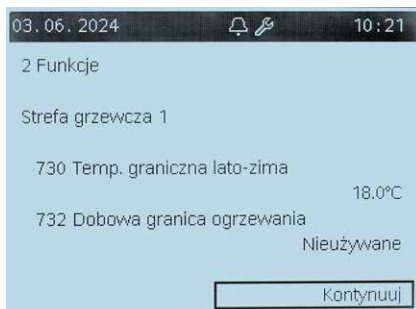 03.06.2024 10:21
2 Funkcje
Strefa grzewcza 1
730 Temp. graniczna lato-zima
18.0°C
732 Dobowa granica ogrzewania
Nieużywane
Kontynuuj